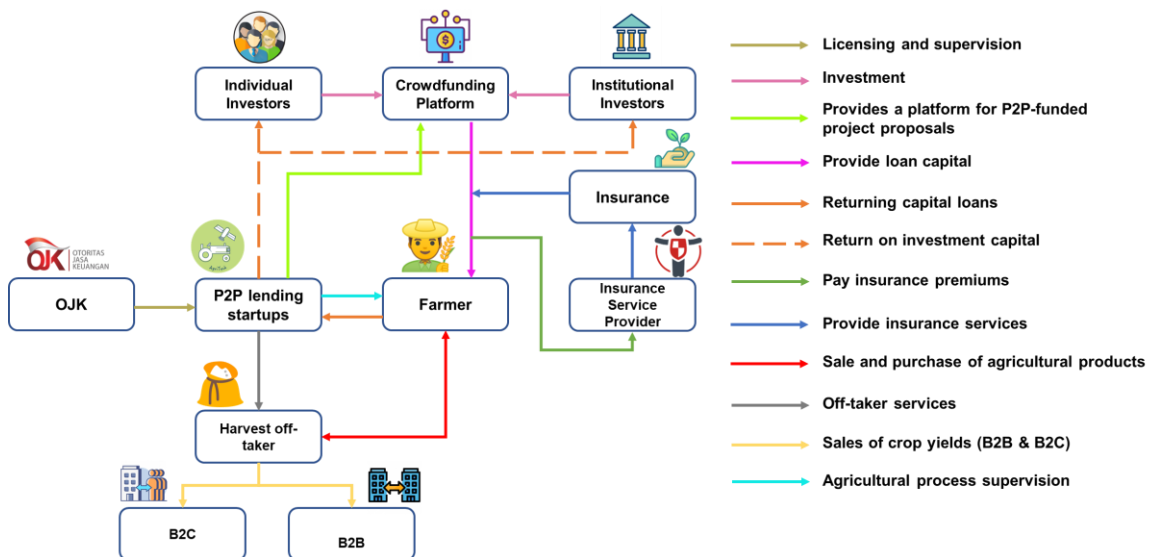 Individual
Investors
Crowdfunding
Platform
Institutional
Investors
Insurance
OJK
OTORITAS
JASA
KEUANGAN
OJK
P2P lending
startups
Farmer
Insurance
Service
Provider
Harvest off-
taker
B2C
B2B
Licensing and supervision
Investment
Provides a platform for P2P-funded
project proposals
Provide loan capital
Returning capital loans
Return on investment capital
Pay insurance premiums
Provide insurance services
Sale and purchase of agricultural products
Off-taker services
Sales of crop yields (B2B & B2C)
Agricultural process supervision